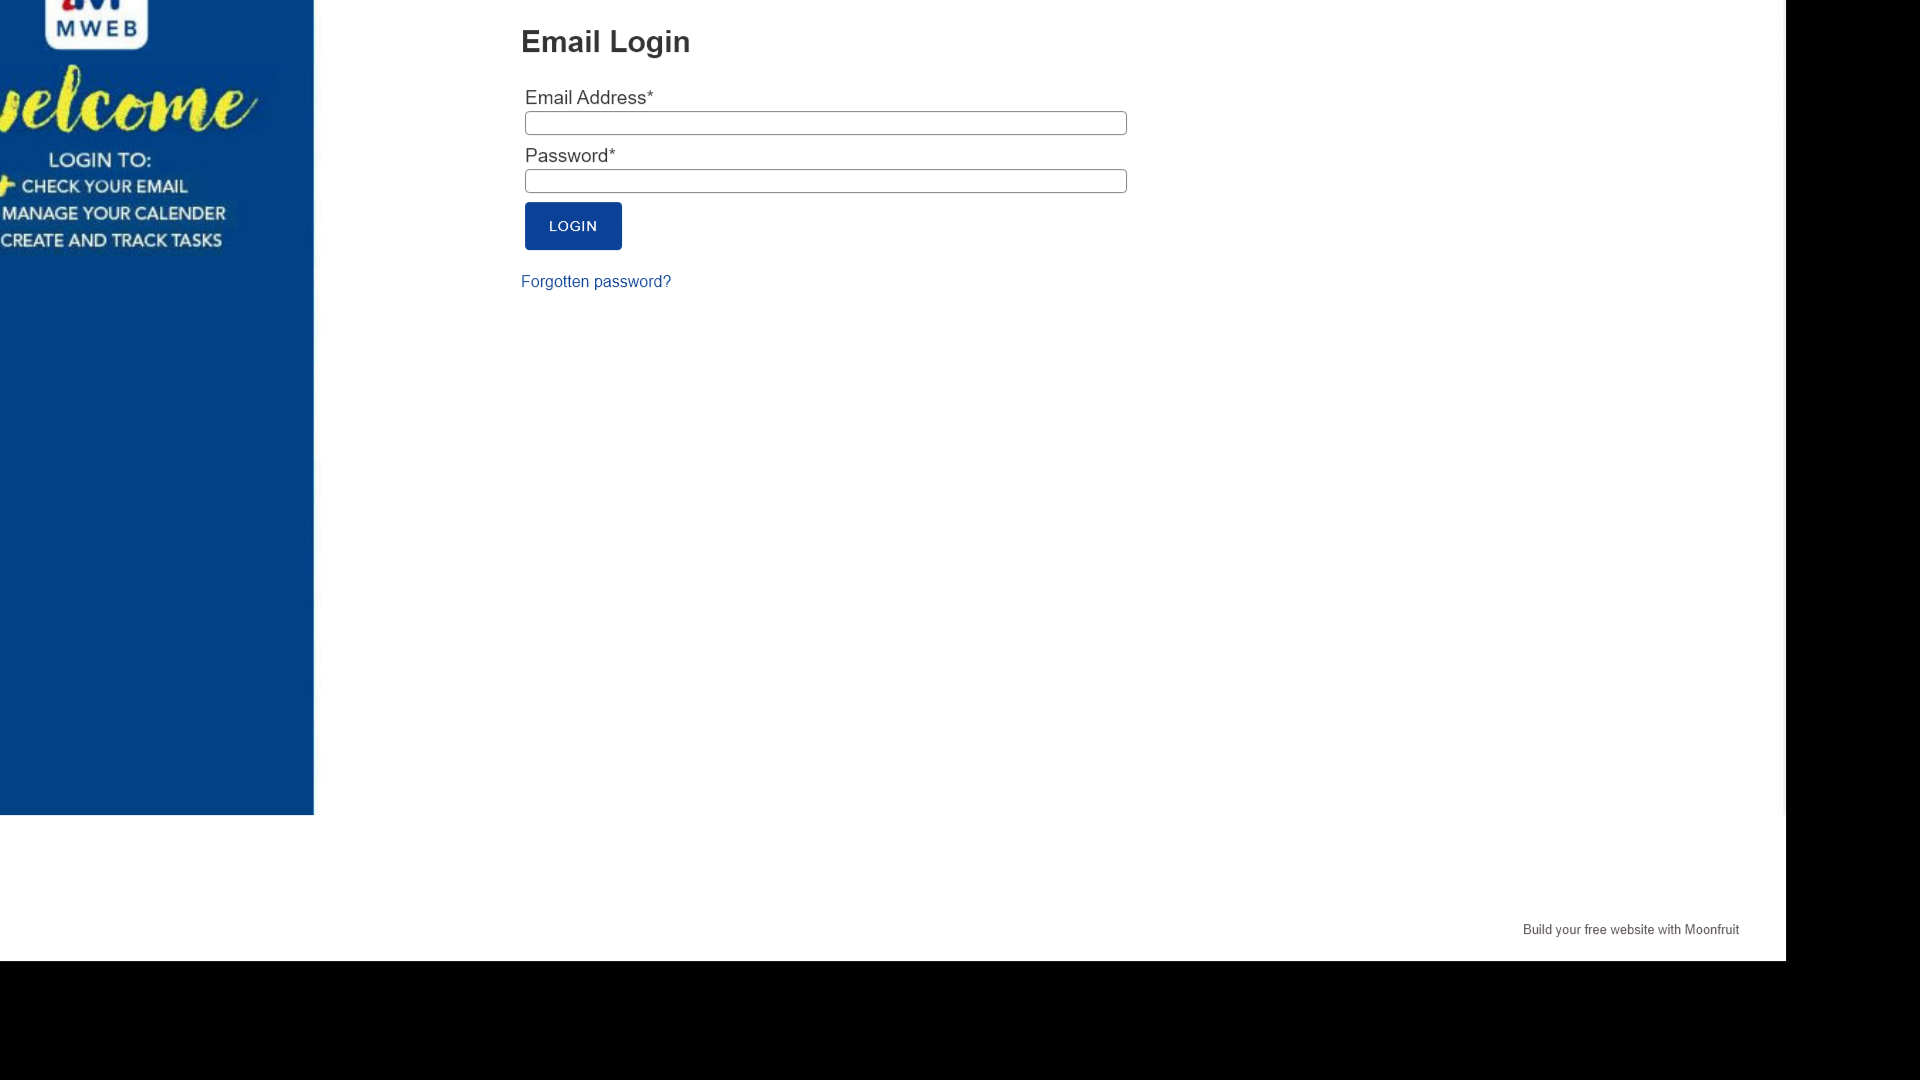 MWEB
welcome
LOGIN TO:
CHECK YOUR EMAIL
MANAGE YOUR CALENDER
CREATE AND TRACK TASKS
Email Login
Email Address*
Password*
LOGIN
Forgotten password?
Build your free website with Moonfruit